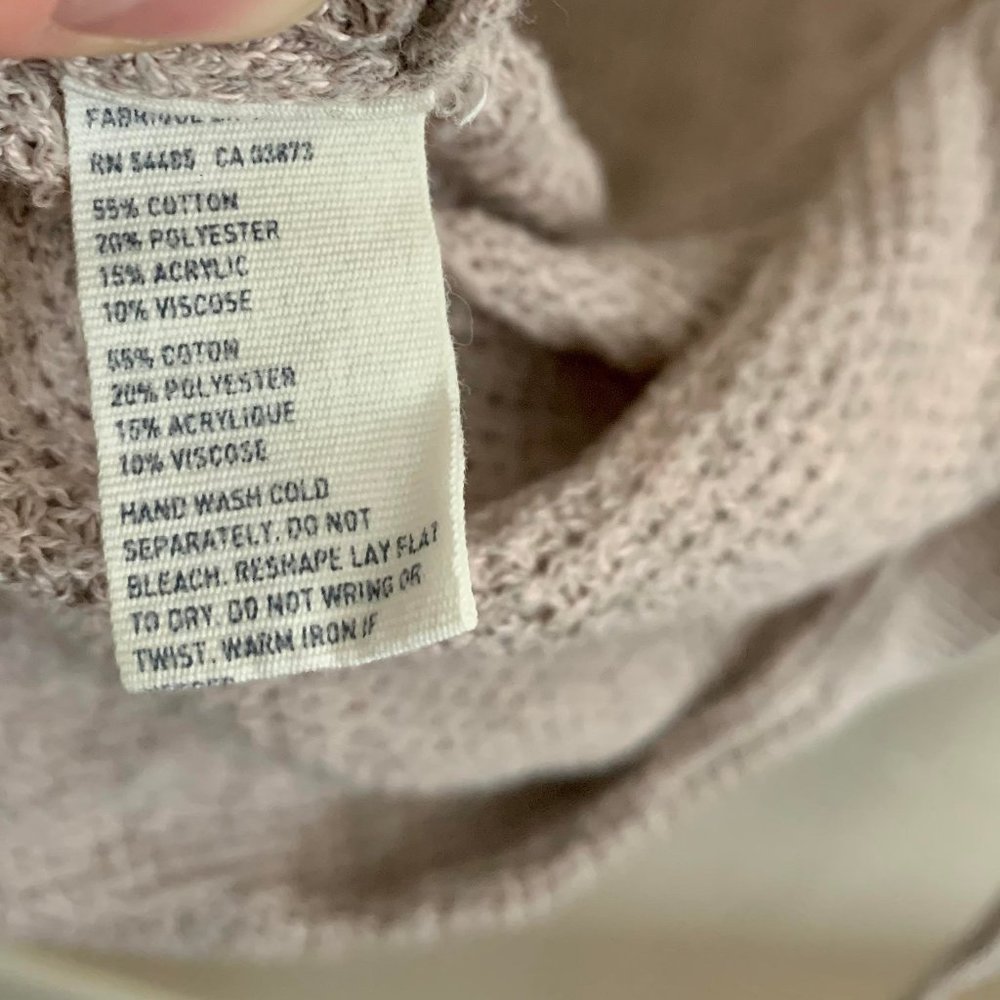 FABRIQUE
RN 54485 CA 03873
55% COTTON
20% POLYESTER
15% ACRYLIC
10% VISCOSE
55% COTON
20% POLYESTER
15% ACRYLIQUE
10% VISCOSE
HAND WASH COLD
SEPARATELY. DO NOT
BLEACH. RESHAPE LAY FLAT
TO DRY. DO NOT WRING OR
TWIST. WARM IRON IF